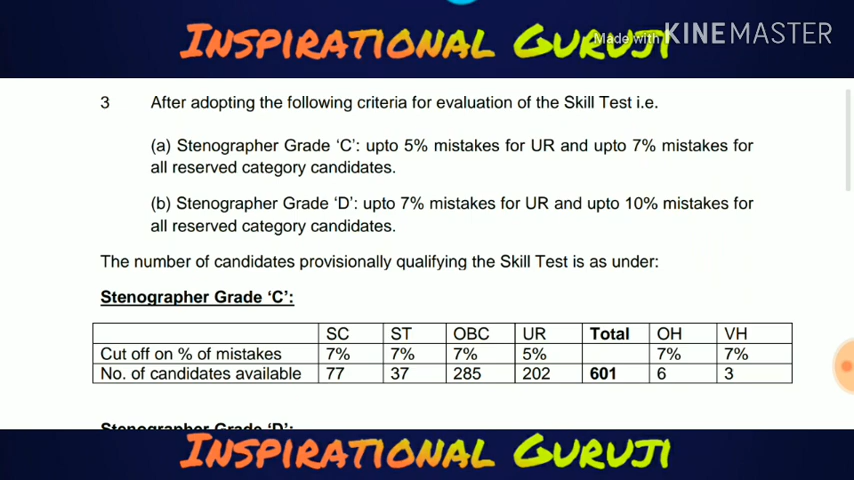 INSPIRATIONAL GURUJI
Made with KINEMASTER
3 After adopting the following criteria for evaluation of the Skill Test i.e.
(a) Stenographer Grade ‘C’: upto 5% mistakes for UR and upto 7% mistakes for
all reserved category candidates.
(b) Stenographer Grade ‘D’: upto 7% mistakes for UR and upto 10% mistakes for
all reserved category candidates.
The number of candidates provisionally qualifying the Skill Test is as under:
Stenographer Grade ‘C’:
SC ST OBC UR Total OH VH
Cut off on % of mistakes 7% 7% 7% 5% 7% 7%
No. of candidates available 77 37 285 202 601 6 3
Stenographer Grade ‘D’:
INSPIRATIONAL GURUJI